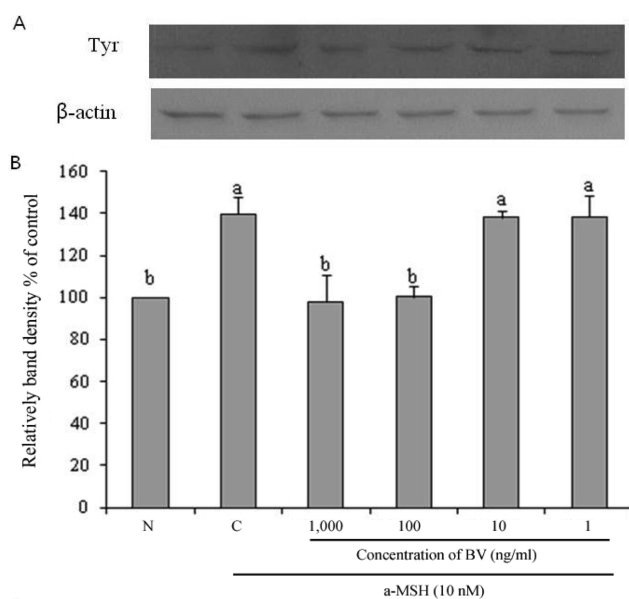 A
Tyr
β-actin
B
Relatively band density % of control
160
140
120
100
80
60
40
20
0
b
a
b
b
a
a
N C 1,000 100 10 1
Concentration of BV (ng/ml)
a-MSH (10 nM)